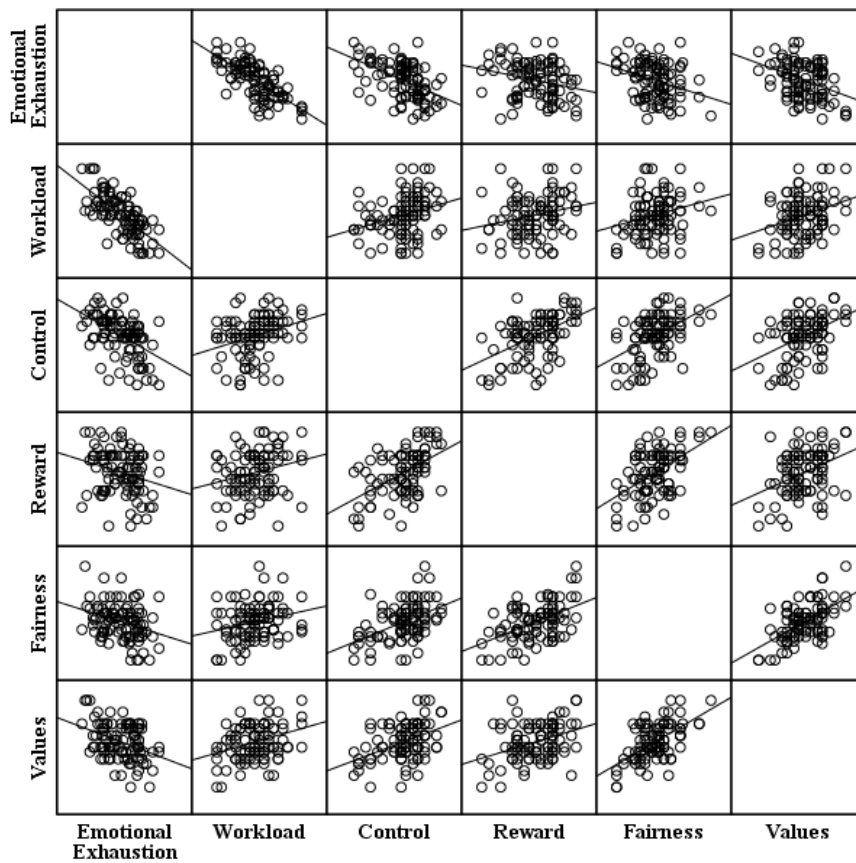 Emotional
Exhaustion
Workload
Control
Reward
Fairness
Values
Emotional
Exhaustion
Workload
Control
Reward
Fairness
Values